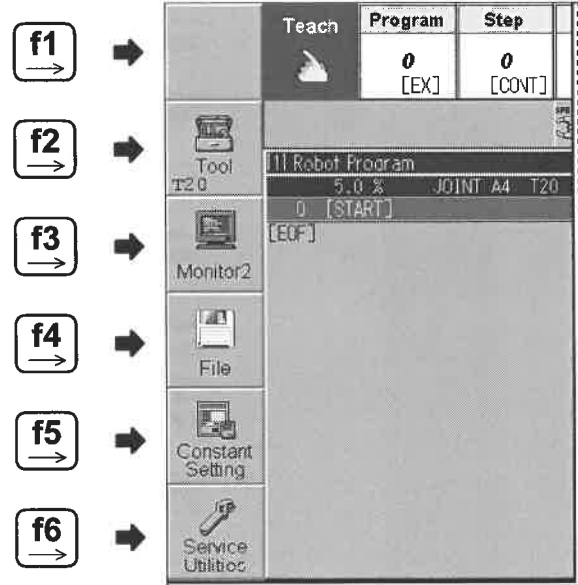 f1
f2
f3
f4
f5
f6
Tool
T20
Monitor2
File
Constant
Setting
Service
Utilities
Teach
Program
0
[EX]
Step
0
[CONT]
[1] Robot Program
5.0 % JOINT A4 T20
0 [START]
[EOF]